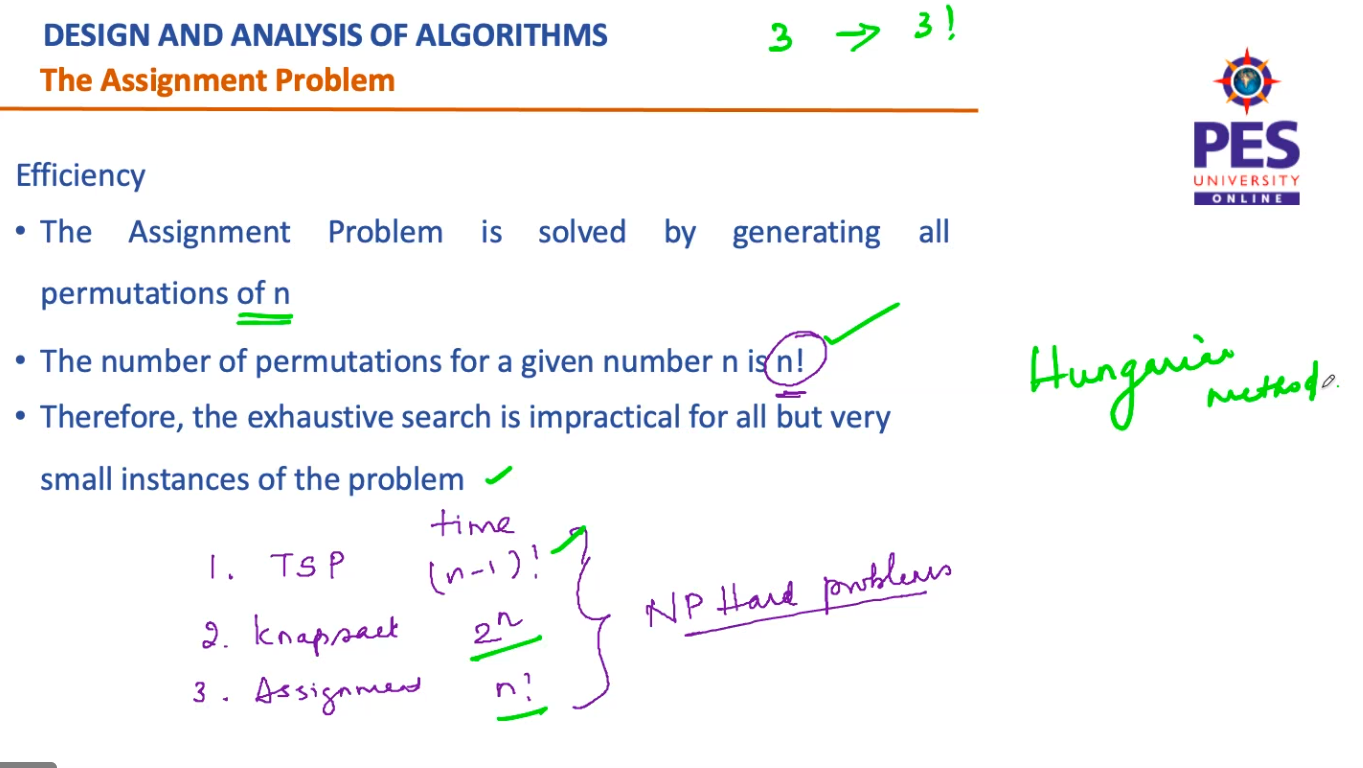 DESIGN AND ANALYSIS OF ALGORITHMS
3 → 3!
The Assignment Problem
PES
UNIVERSITY
ONLINE
Efficiency
• The Assignment Problem is solved by generating all
permutations of n
• The number of permutations for a given number n is n!
Hungarian
method
• Therefore, the exhaustive search is impractical for all but very
small instances of the problem
time
1. TSP (n-1)!
NP Hard problems
2. Knapsack 2ⁿ
3. Assignment n!